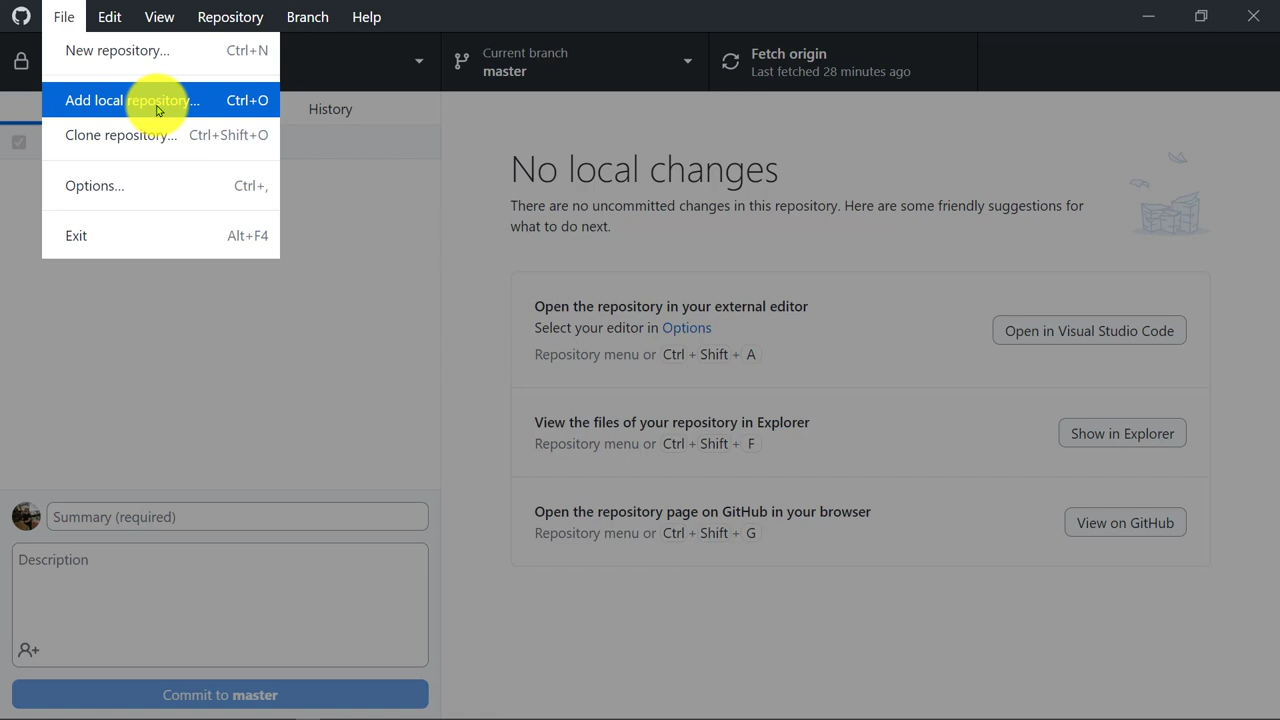 File Edit View Repository Branch Help
New repository... Ctrl+N
Add local repository... Ctrl+O
Clone repository... Ctrl+Shift+O
Options... Ctrl+,
Exit Alt+F4
Current branch
master
Fetch origin
Last fetched 28 minutes ago
History
No local changes
There are no uncommitted changes in this repository. Here are some friendly suggestions for
what to do next.
Open the repository in your external editor
Select your editor in Options
Repository menu or Ctrl + Shift + A
Open in Visual Studio Code
View the files of your repository in Explorer
Repository menu or Ctrl + Shift + F
Show in Explorer
Open the repository page on GitHub in your browser
Repository menu or Ctrl + Shift + G
View on GitHub
Summary (required)
Description
Commit to master